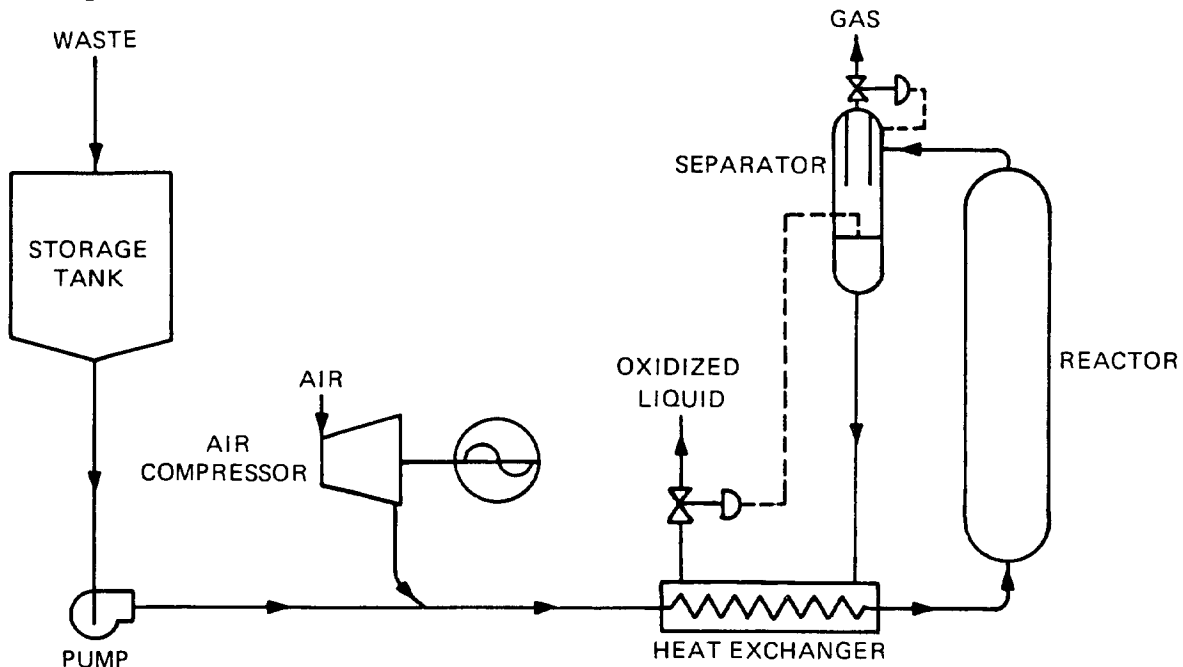 WASTE
GAS
SEPARATOR
STORAGE
TANK
REACTOR
OXIDIZED
LIQUID
AIR
AIR
COMPRESSOR
HEAT EXCHANGER
PUMP